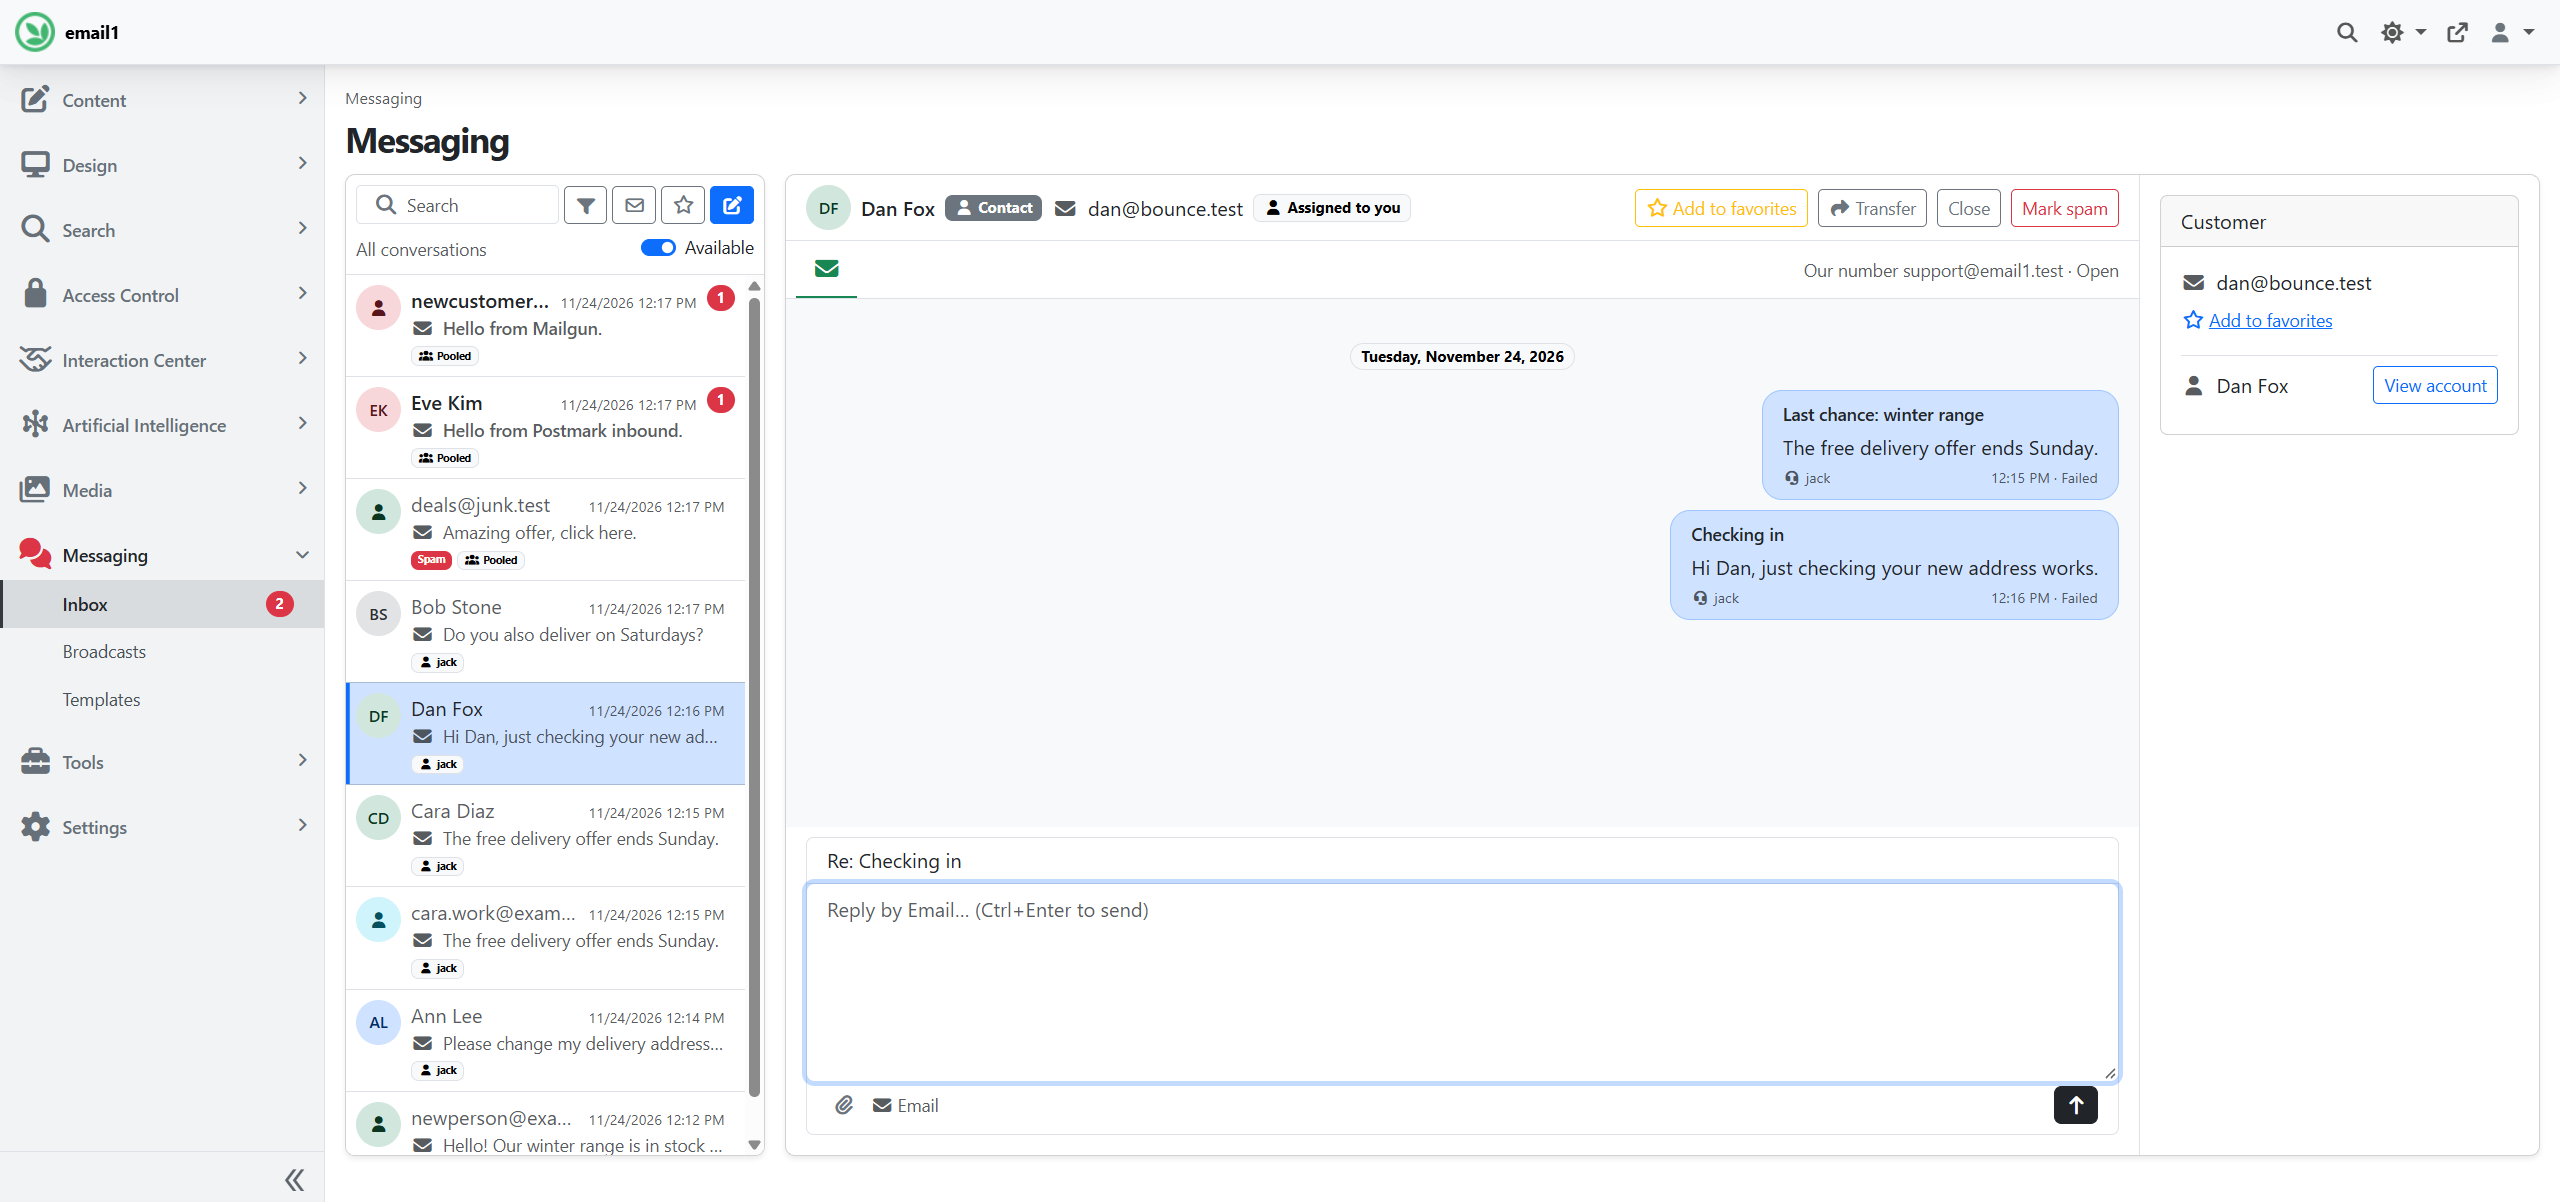 email1
Content
Design
Search
Access Control
Interaction Center
Artificial Intelligence
Media
Messaging
Inbox 2
Broadcasts
Templates
Tools
Settings
Messaging
Messaging
Search
All conversations Available
newcustomer... 11/24/2026 12:17 PM 1
Hello from Mailgun.
Pooled
Eve Kim 11/24/2026 12:17 PM 1
EK
Hello from Postmark inbound.
Pooled
deals@junk.test 11/24/2026 12:17 PM
Amazing offer, click here.
Spam Pooled
Bob Stone 11/24/2026 12:17 PM
BS
Do you also deliver on Saturdays?
jack
Dan Fox 11/24/2026 12:16 PM
DF
Hi Dan, just checking your new ad...
jack
Cara Diaz 11/24/2026 12:15 PM
CD
The free delivery offer ends Sunday.
jack
cara.work@exam... 11/24/2026 12:15 PM
The free delivery offer ends Sunday.
jack
Ann Lee 11/24/2026 12:14 PM
AL
Please change my delivery address...
jack
newperson@exa... 11/24/2026 12:12 PM
Hello! Our winter range is in stock ...
DF Dan Fox Contact dan@bounce.test Assigned to you Add to favorites Transfer Close Mark spam
Our number support@email1.test · Open
Tuesday, November 24, 2026
Last chance: winter range
The free delivery offer ends Sunday.
jack 12:15 PM · Failed
Checking in
Hi Dan, just checking your new address works.
jack 12:16 PM · Failed
Re: Checking in
Reply by Email... (Ctrl+Enter to send)
Email
Customer
dan@bounce.test
Add to favorites
Dan Fox View account